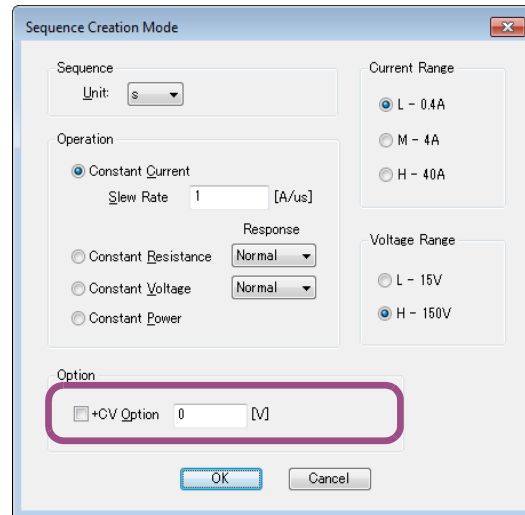 Sequence Creation Mode
Sequence
Unit: s
Operation
Constant Current
Slew Rate 1 [A/us]
Response
Constant Resistance Normal
Constant Voltage Normal
Constant Power
Current Range
L - 0.4A
M - 4A
H - 40A
Voltage Range
L - 15V
H - 150V
Option
+CV Option 0 [V]
OK Cancel